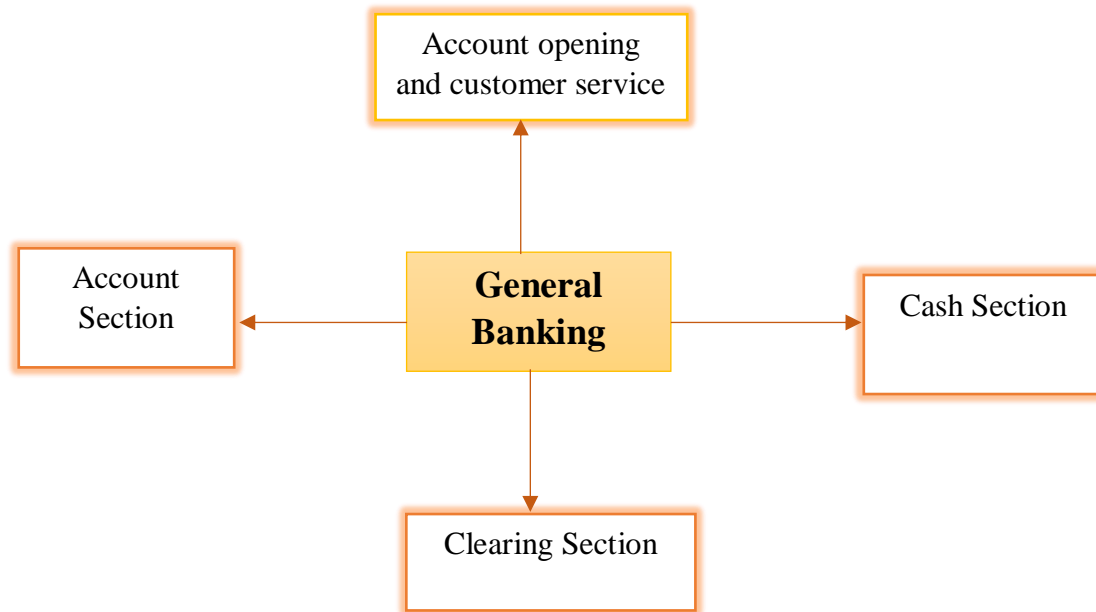 Account opening
and customer service
Account
Section
General
Banking
Cash Section
Clearing Section